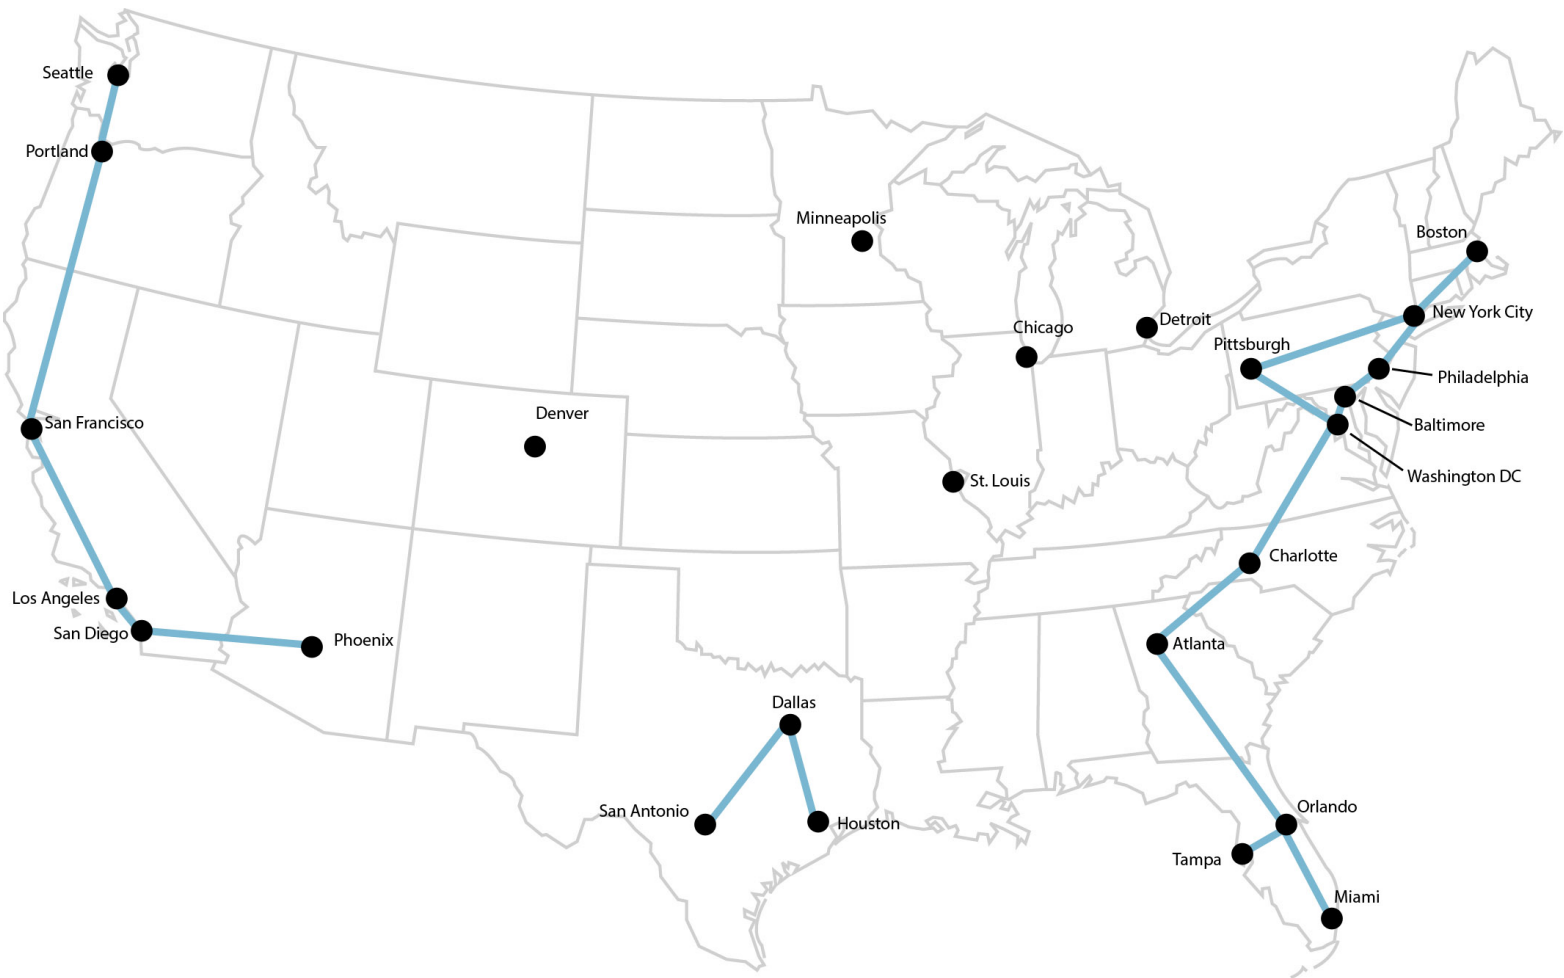 Seattle
Portland
Minneapolis
Boston
New York City
Detroit
Chicago
Pittsburgh
Philadelphia
Denver
San Francisco
Baltimore
Washington DC
St. Louis
Charlotte
Los Angeles
San Diego
Phoenix
Atlanta
Dallas
San Antonio
Houston
Orlando
Tampa
Miami